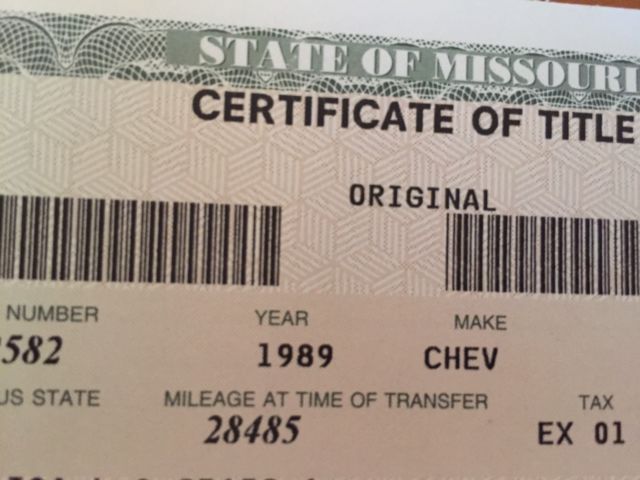 STATE OF MISSOURI
CERTIFICATE OF TITLE
ORIGINAL
NUMBER YEAR MAKE
582 1989 CHEV
US STATE MILEAGE AT TIME OF TRANSFER TAX
28485 EX 01